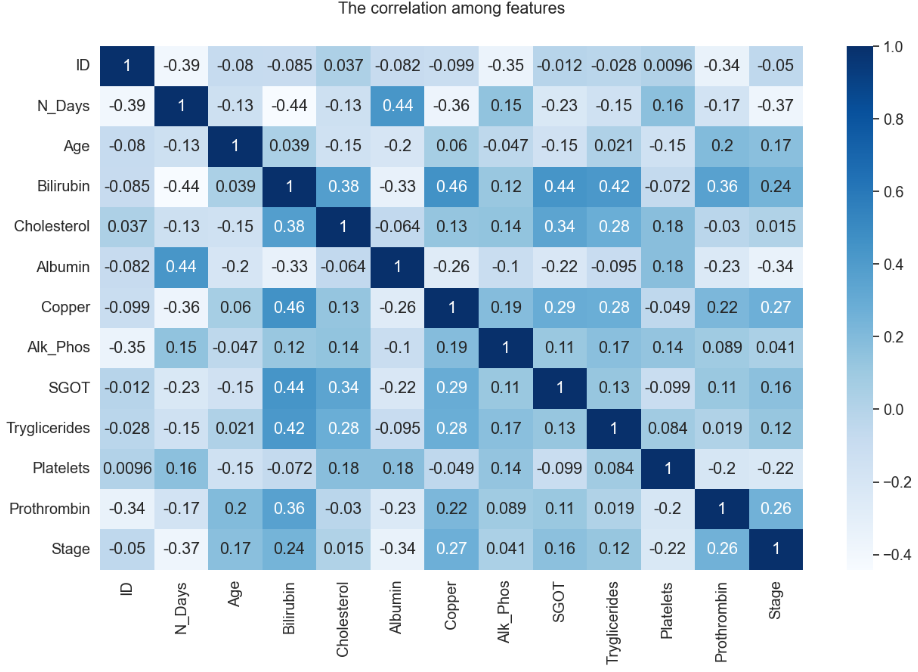 The correlation among features
ID 1 -0.39 -0.08 -0.085 0.037 -0.082 -0.099 -0.35 -0.012 -0.028 0.0096 -0.34 -0.05
N_Days -0.39 1 -0.13 -0.44 -0.13 0.44 -0.36 0.15 -0.23 -0.15 0.16 -0.17 -0.37
Age -0.08 -0.13 1 0.039 -0.15 -0.2 0.06 -0.047 -0.15 0.021 -0.15 0.2 0.17
Bilirubin -0.085 -0.44 0.039 1 0.38 -0.33 0.46 0.12 0.44 0.42 -0.072 0.36 0.24
Cholesterol 0.037 -0.13 -0.15 0.38 1 -0.064 0.13 0.14 0.34 0.28 0.18 -0.03 0.015
Albumin -0.082 0.44 -0.2 -0.33 -0.064 1 -0.26 -0.1 -0.22 -0.095 0.18 -0.23 -0.34
Copper -0.099 -0.36 0.06 0.46 0.13 -0.26 1 0.19 0.29 0.28 -0.049 0.22 0.27
Alk_Phos -0.35 0.15 -0.047 0.12 0.14 -0.1 0.19 1 0.11 0.17 0.14 0.089 0.041
SGOT -0.012 -0.23 -0.15 0.44 0.34 -0.22 0.29 0.11 1 0.13 -0.099 0.11 0.16
Tryglicerides -0.028 -0.15 0.021 0.42 0.28 -0.095 0.28 0.17 0.13 1 0.084 0.019 0.12
Platelets 0.0096 0.16 -0.15 -0.072 0.18 0.18 -0.049 0.14 -0.099 0.084 1 -0.2 -0.22
Prothrombin -0.34 -0.17 0.2 0.36 -0.03 -0.23 0.22 0.089 0.11 0.019 -0.2 1 0.26
Stage -0.05 -0.37 0.17 0.24 0.015 -0.34 0.27 0.041 0.16 0.12 -0.22 0.26 1
ID N_Days Age Bilirubin Cholesterol Albumin Copper Alk_Phos SGOT Tryglicerides Platelets Prothrombin Stage
1.0
0.8
0.6
0.4
0.2
0.0
−0.2
−0.4